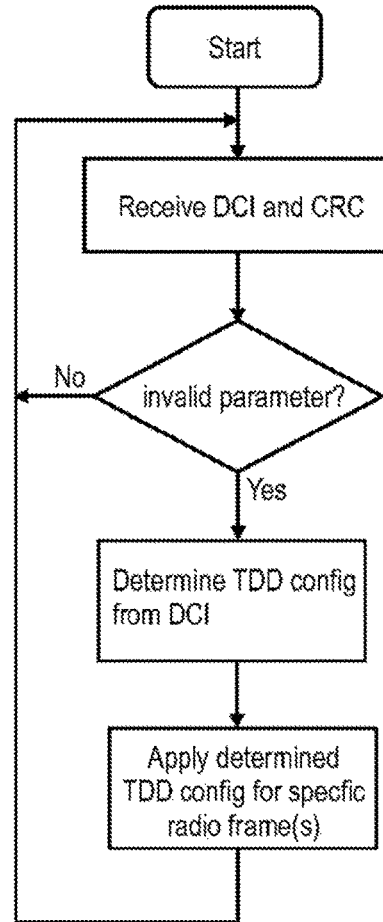 Start
Receive DCI and CRC
invalid parameter?
No
Yes
Determine TDD config
from DCI
Apply determined
TDD config for specfic
radio frame(s)